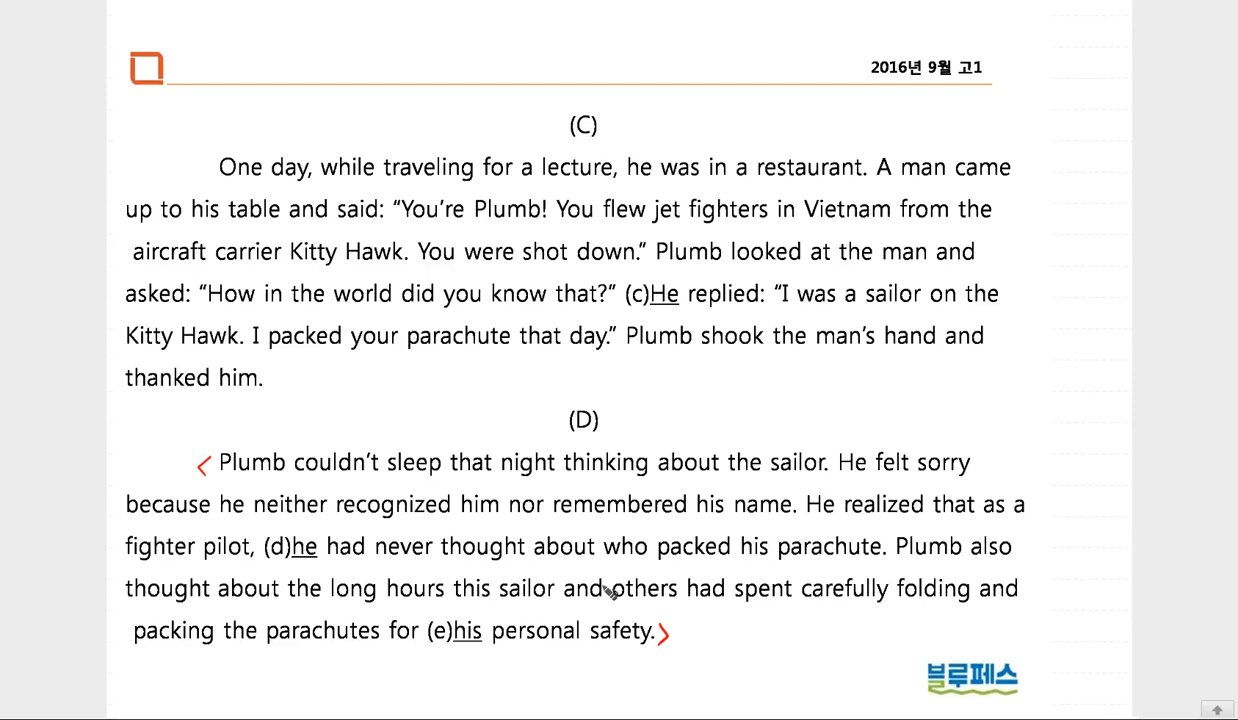 2016년 9월 고1
(C)
One day, while traveling for a lecture, he was in a restaurant. A man came
up to his table and said: “You’re Plumb! You flew jet fighters in Vietnam from the
aircraft carrier Kitty Hawk. You were shot down.” Plumb looked at the man and
asked: “How in the world did you know that?” (c)He replied: “I was a sailor on the
Kitty Hawk. I packed your parachute that day.” Plumb shook the man’s hand and
thanked him.
(D)
Plumb couldn’t sleep that night thinking about the sailor. He felt sorry
because he neither recognized him nor remembered his name. He realized that as a
fighter pilot, (d)he had never thought about who packed his parachute. Plumb also
thought about the long hours this sailor and others had spent carefully folding and
packing the parachutes for (e)his personal safety.
블루페스